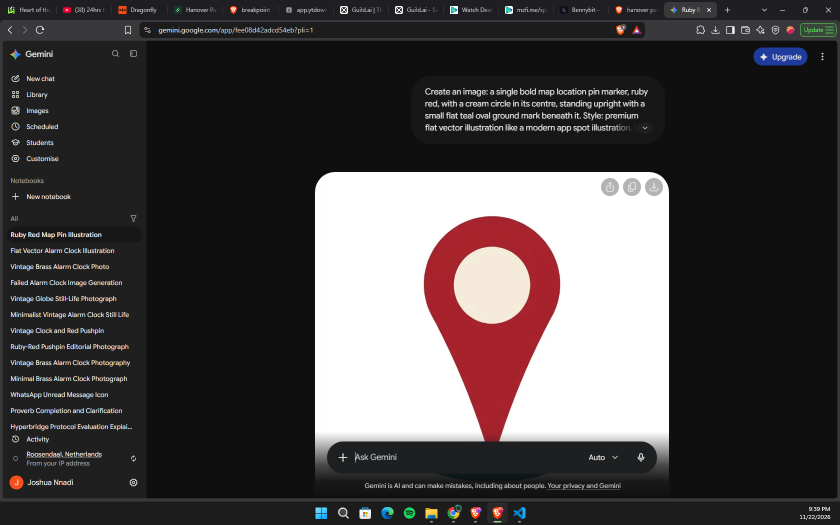 Heart of the
(38) 24hrs
Dragonfly
Hanover Pa
breakpoint
app.ytdown
Guild.ai | Th
Guild.ai - S
Watch Dea
mzfi.me/sp
Bennybit -
hanover pa
Ruby R
gemini.google.com/app/fee08d42adcd54eb?pli=1
Update
Gemini
Upgrade
New chat
Library
Images
Scheduled
Students
Customise
Notebooks
New notebook
All
Ruby Red Map Pin Illustration
Flat Vector Alarm Clock Illustration
Vintage Brass Alarm Clock Photo
Failed Alarm Clock Image Generation
Vintage Globe Still-Life Photograph
Minimalist Vintage Alarm Clock Still Life
Vintage Clock and Red Pushpin
Ruby-Red Pushpin Editorial Photograph
Vintage Brass Alarm Clock Photography
Minimal Brass Alarm Clock Photograph
WhatsApp Unread Message Icon
Proverb Completion and Clarification
Hyperbridge Protocol Evaluation Explai...
Activity
Roosendaal, Netherlands
From your IP address
J
Joshua Nnadi
Create an image: a single bold map location pin marker, ruby
red, with a cream circle in its centre, standing upright with a
small flat teal oval ground mark beneath it. Style: premium
flat vector illustration like a modern app spot illustration,
Ask Gemini
Auto
Gemini is AI and can make mistakes, including about people. Your privacy and Gemini
9:39 PM
11/22/2026